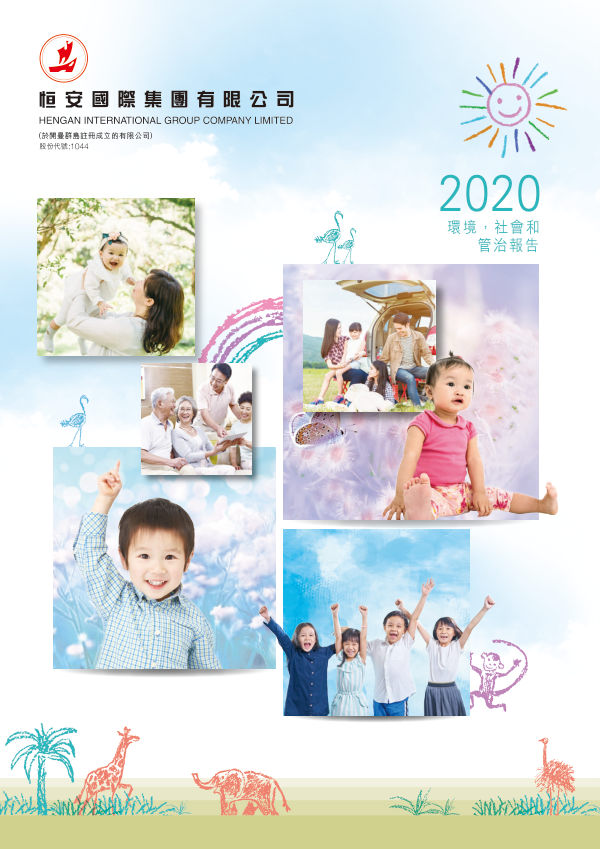 恒安國際集團有限公司
HENGAN INTERNATIONAL GROUP COMPANY LIMITED
(於開曼群島註冊成立的有限公司)
股份代號:1044
2020
環境，社會和
管治報告